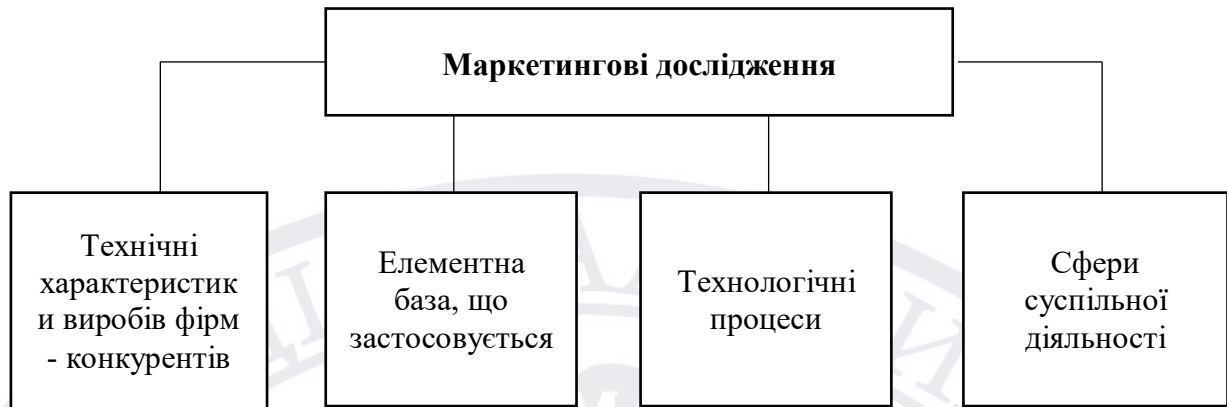 Маркетингові дослідження
Технічні
характеристик
и виробів фірм
- конкурентів
Елементна
база, що
застосовується
Технологічні
процеси
Сфери
суспільної
діяльності